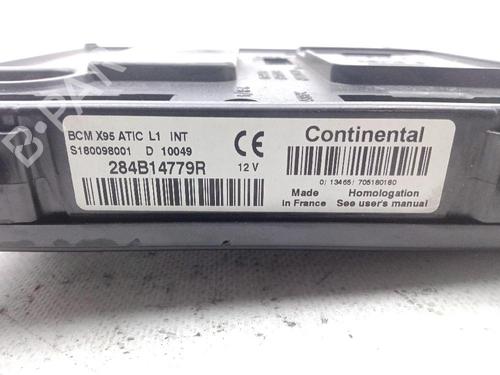 BCM X95 ATIC L1 INT
S180098001 D 10049
284B14779R
12 V
CE
Continental
0/ 13465/ 705180180
Made in France
Homologation
See user's manual
B-PARTS